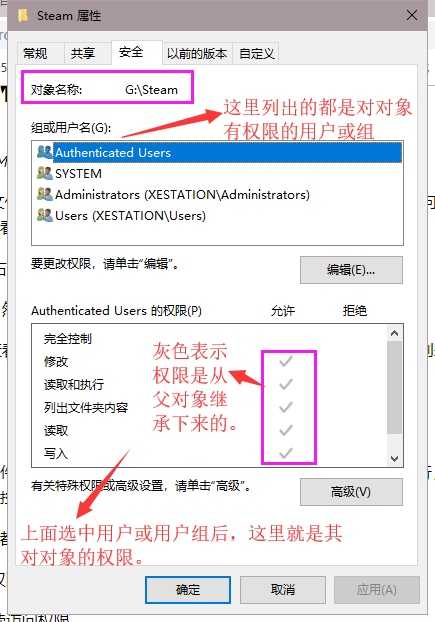 Steam 属性
常规 共享 安全 以前的版本 自定义
对象名称: G:\Steam
这里列出的都是对对象
有权限的用户或组
组或用户名(G):
Authenticated Users
SYSTEM
Administrators (XESTATION\Administrators)
Users (XESTATION\Users)
要更改权限，请单击“编辑”。
编辑(E)...
Authenticated Users 的权限(P) 允许 拒绝
完全控制
修改
读取和执行
列出文件夹内容
读取
写入
灰色表示
权限是从
父对象继
承下来的。
有关特殊权限或高级设置，请单击“高级”。
高级(V)
上面选中用户或用户组后，这里就是其
对对象的权限。
确定 取消 应用(A)